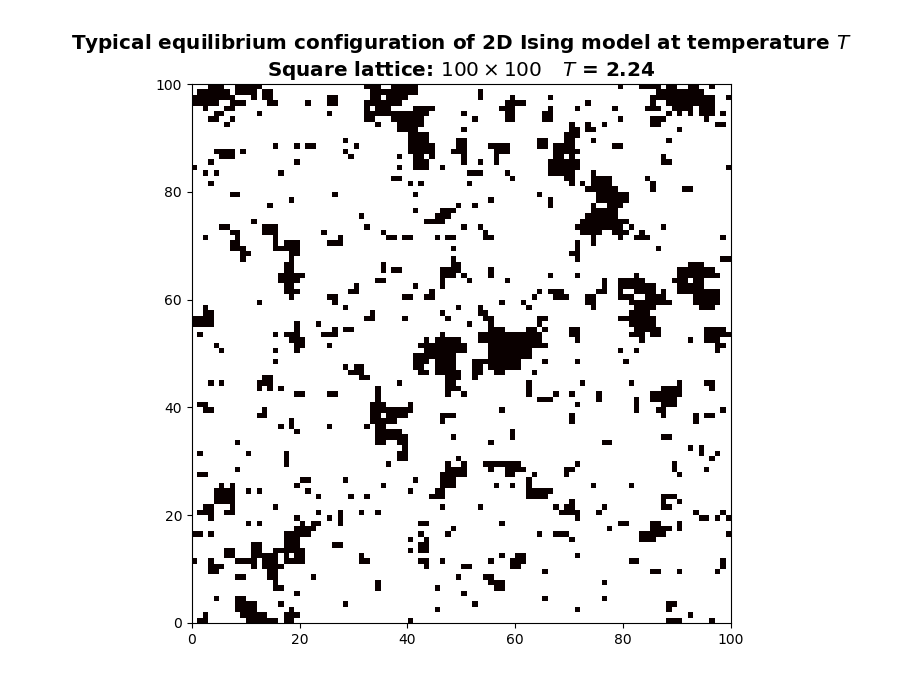 Typical equilibrium configuration of 2D Ising model at temperature T
Square lattice: 100 × 100 T = 2.24
100
80
60
40
20
0
0 20 40 60 80 100